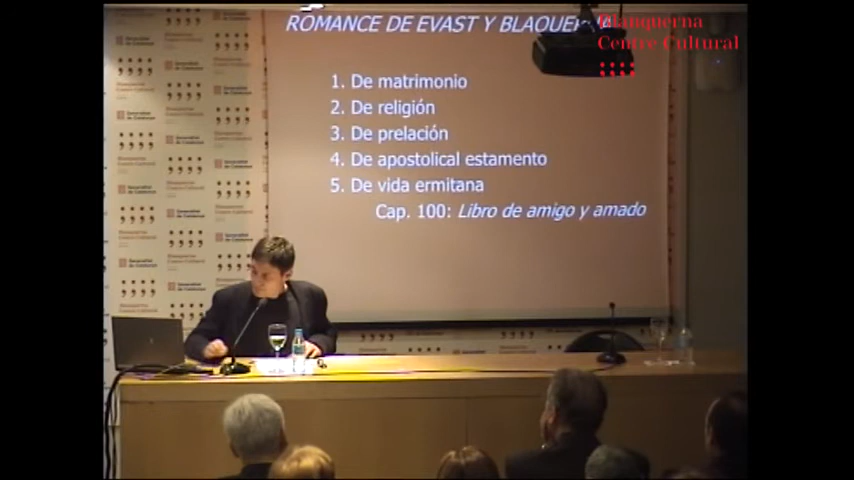 ROMANCE DE EVAST Y BLAQUE
Blanquerna
Centre Cultural
1. De matrimonio
2. De religión
3. De prelación
4. De apostolical estamento
5. De vida ermitana
Cap. 100: Libro de amigo y amado